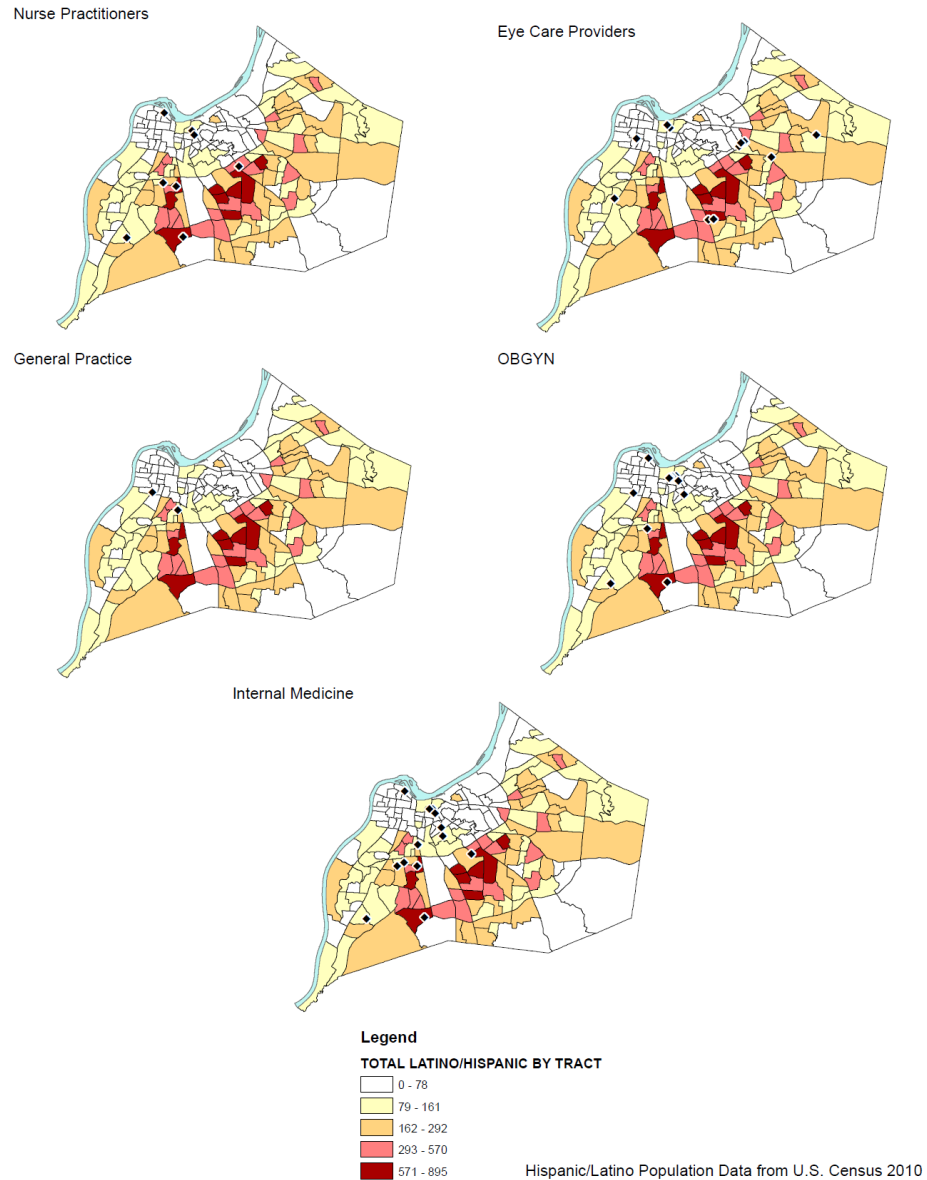 Nurse Practitioners
Eye Care Providers
General Practice
OBGYN
Internal Medicine
Legend
TOTAL LATINO/HISPANIC BY TRACT
0 - 78
79 - 161
162 - 292
293 - 570
571 - 895
Hispanic/Latino Population Data from U.S. Census 2010